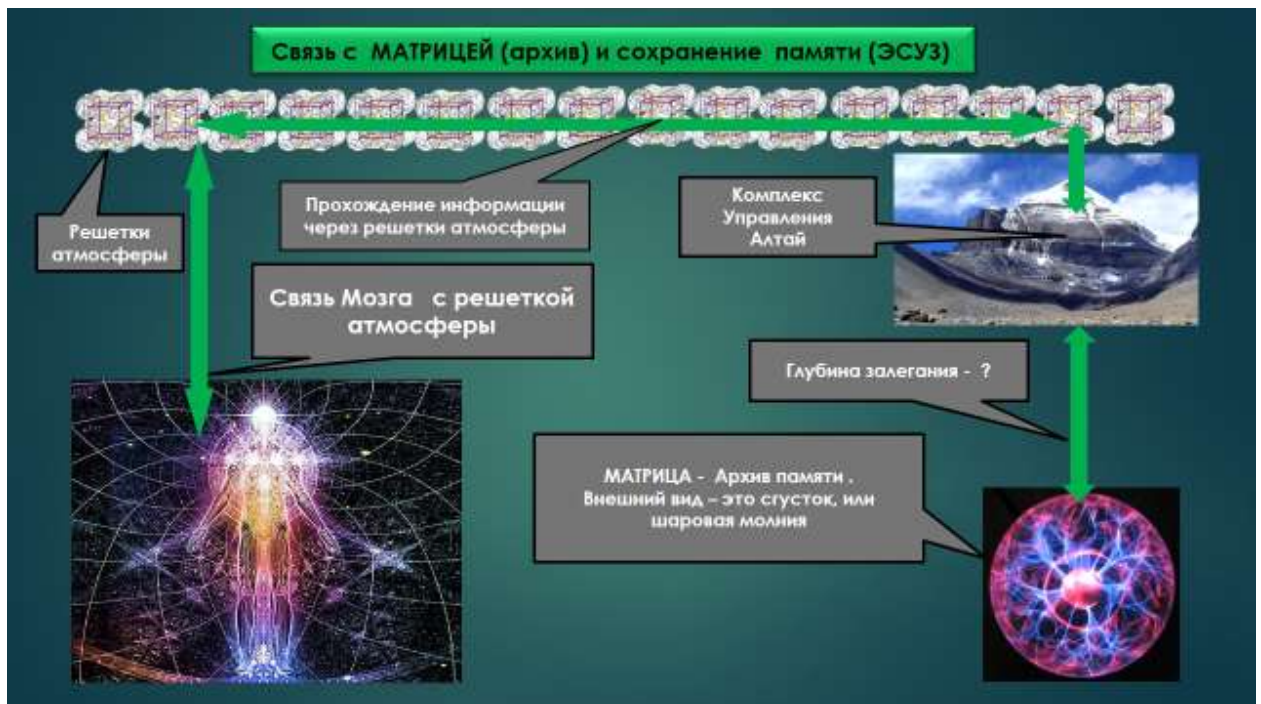 Связь с МАТРИЦЕЙ (архив) и сохранение памяти (ЭСУЗ)
Решетки
атмосферы
Прохождение информации
через решетки атмосферы
Комплекс
Управления
Алтай
Связь Мозга с решеткой
атмосферы
Глубина залегания - ?
МАТРИЦА - Архив памяти .
Внешний вид – это сгусток, или
шаровая молния